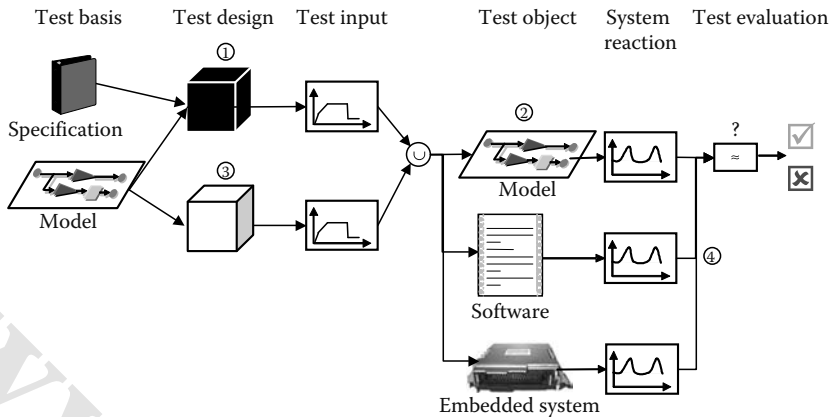 Test basis
Test design
Test input
Test object
System
reaction
Test evaluation
①
②
?
Specification
∪
≈
③
Model
Model
④
Software
Embedded system